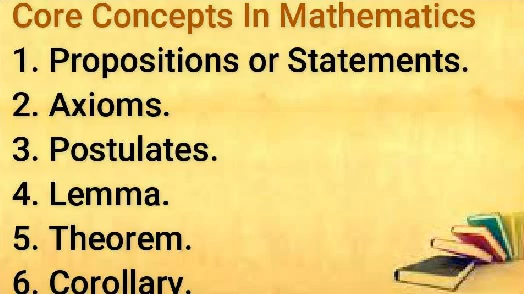 Core Concepts In Mathematics
1. Propositions or Statements.
2. Axioms.
3. Postulates.
4. Lemma.
5. Theorem.
6. Corollary.